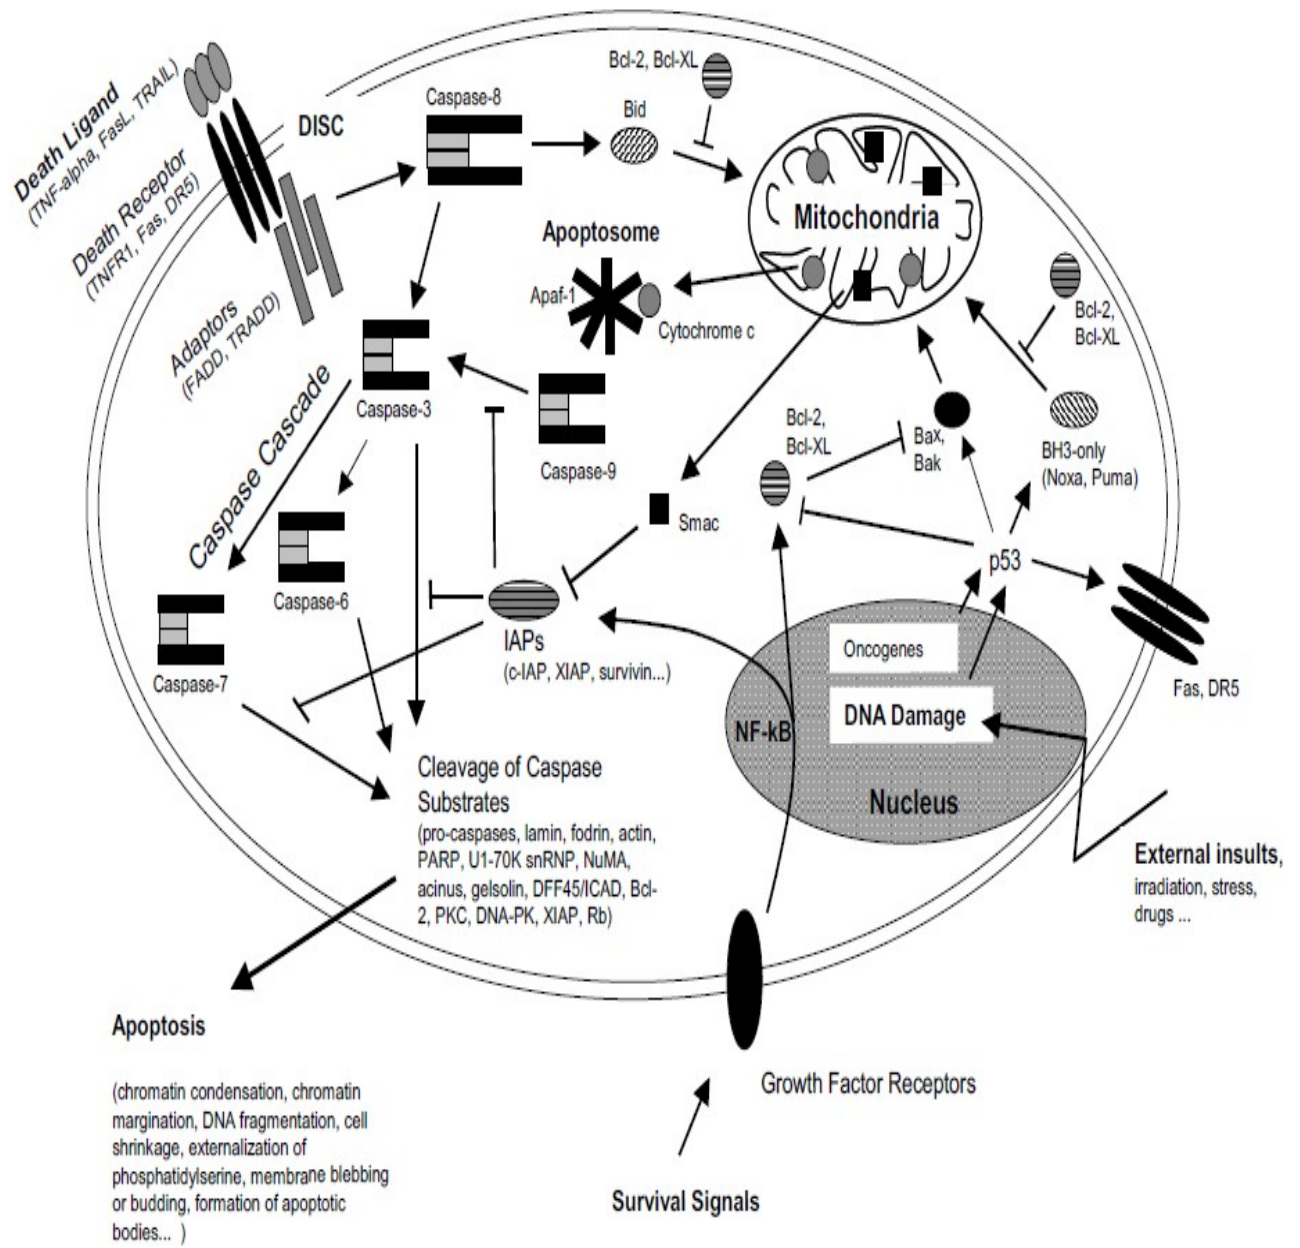 Bcl-2, Bcl-XL
Caspase-8
Bid
DISC
Death Ligand
(TNF-alpha, FasL, TRAIL)
Death Receptor
(TNFR1, Fas, DR5)
Adaptors
(FADD, TRADD)
Mitochondria
Apoptosome
Apaf-1
Cytochrome c
Bcl-2,
Bcl-XL
Caspase-3
Caspase Cascade
Caspase-9
Bcl-2,
Bcl-XL
Bax,
Bak
BH3-only
(Noxa, Puma)
Smac
p53
Caspase-6
IAPs
(c-IAP, XIAP, survivin...)
Caspase-7
Oncogenes
DNA Damage
NF-kB
Nucleus
Fas, DR5
Cleavage of Caspase
Substrates
(pro-caspases, lamin, fodrin, actin,
PARP, U1-70K snRNP, NuMA,
acinus, gelsolin, DFF45/ICAD, Bcl-
2, PKC, DNA-PK, XIAP, Rb)
External insults,
irradiation, stress,
drugs ...
Apoptosis
(chromatin condensation, chromatin
margination, DNA fragmentation, cell
shrinkage, externalization of
phosphatidylserine, membrane blebbing
or budding, formation of apoptotic
bodies... )
Growth Factor Receptors
Survival Signals